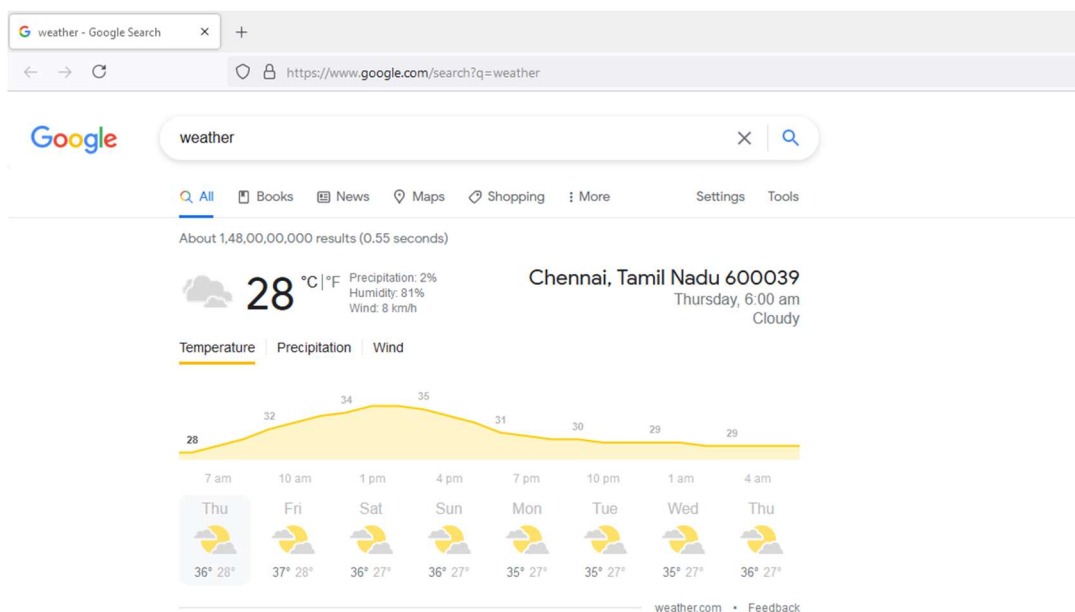 weather - Google Search
https://www.google.com/search?q=weather
Google
weather
All Books News Maps Shopping More Settings Tools
About 1,48,00,00,000 results (0.55 seconds)
28 °C | °F
Precipitation: 2%
Humidity: 81%
Wind: 8 km/h
Chennai, Tamil Nadu 600039
Thursday, 6:00 am
Cloudy
Temperature Precipitation Wind
28 32 34 35 31 30 29 29
7 am 10 am 1 pm 4 pm 7 pm 10 pm 1 am 4 am
Thu Fri Sat Sun Mon Tue Wed Thu
36° 28° 37° 28° 36° 27° 36° 27° 35° 27° 35° 27° 35° 27° 36° 27°
weather.com • Feedback